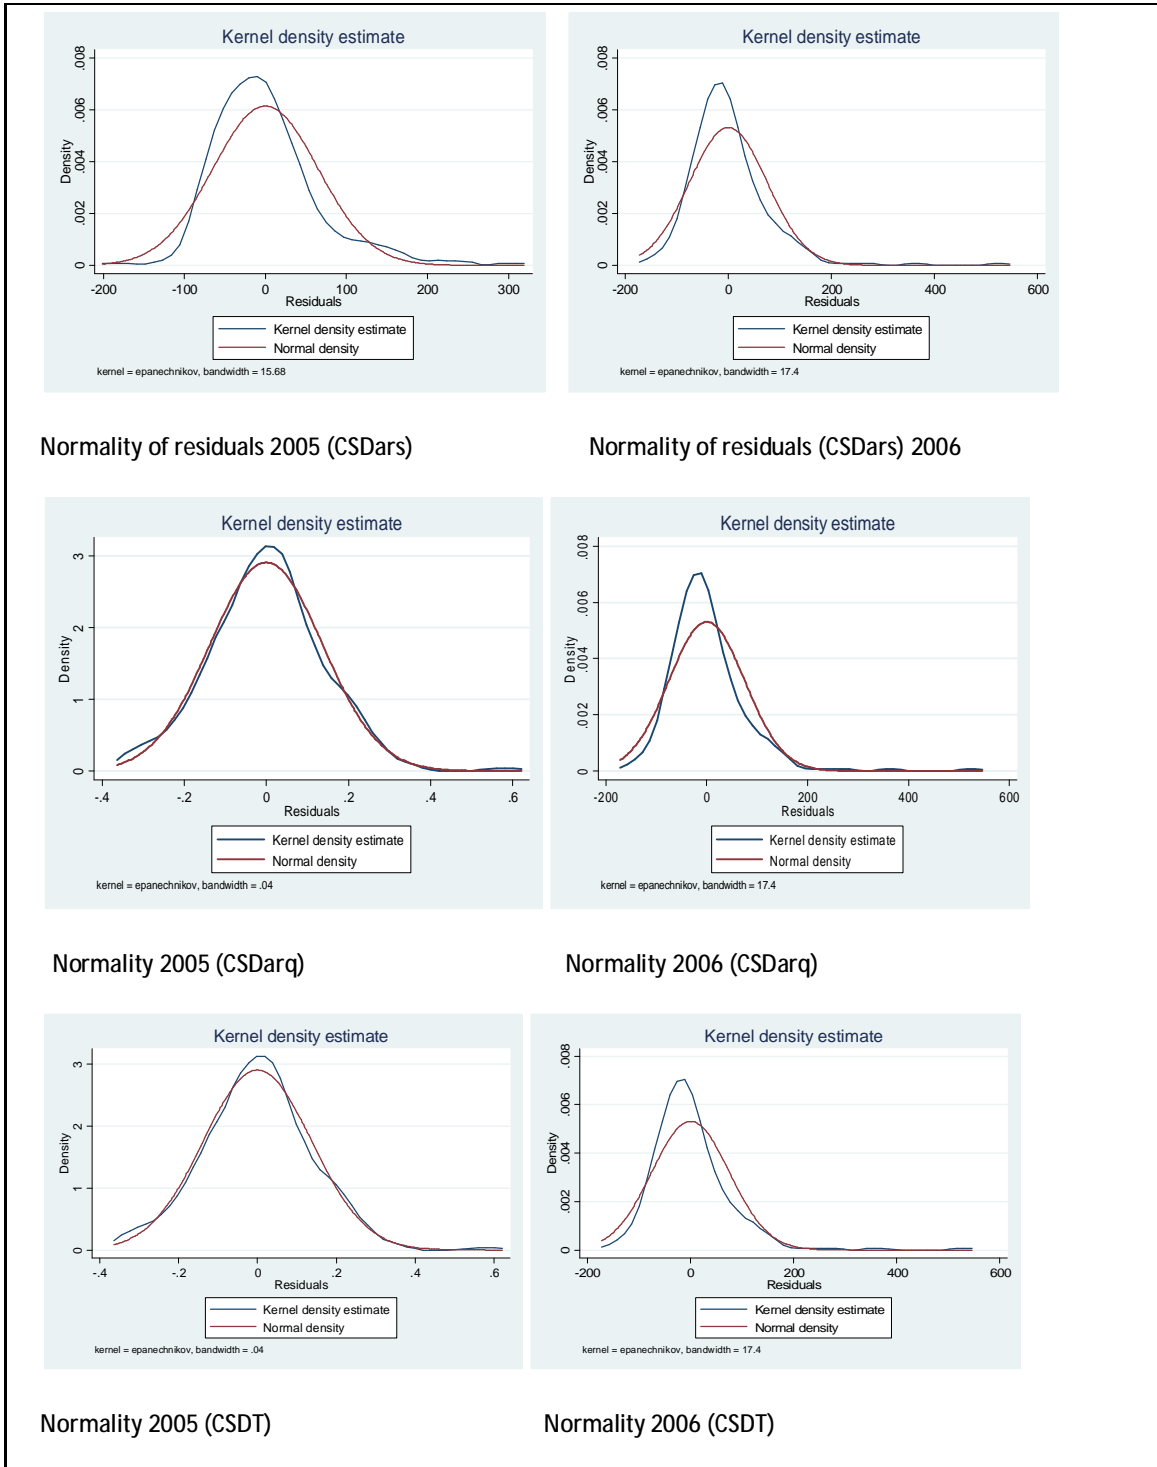 Kernel density estimate
Density
0 .002 .004 .006 .008
-200 -100 0 100 200 300
Residuals
Kernel density estimate
Normal density
kernel = epanechnikov, bandwidth = 15.68
Kernel density estimate
Density
0 .002 .004 .006 .008
-200 0 200 400 600
Residuals
Kernel density estimate
Normal density
kernel = epanechnikov, bandwidth = 17.4
Normality of residuals 2005 (CSDars)
Normality of residuals (CSDars) 2006
Kernel density estimate
Density
0 1 2 3
-.4 -.2 0 .2 .4 .6
Residuals
Kernel density estimate
Normal density
kernel = epanechnikov, bandwidth = .04
Kernel density estimate
Density
0 .002 .004 .006 .008
-200 0 200 400 600
Residuals
Kernel density estimate
Normal density
kernel = epanechnikov, bandwidth = 17.4
Normality 2005 (CSDarq)
Normality 2006 (CSDarq)
Kernel density estimate
Density
0 1 2 3
-.4 -.2 0 .2 .4 .6
Residuals
Kernel density estimate
Normal density
kernel = epanechnikov, bandwidth = .04
Kernel density estimate
Density
0 .002 .004 .006 .008
-200 0 200 400 600
Residuals
Kernel density estimate
Normal density
kernel = epanechnikov, bandwidth = 17.4
Normality 2005 (CSDT)
Normality 2006 (CSDT)